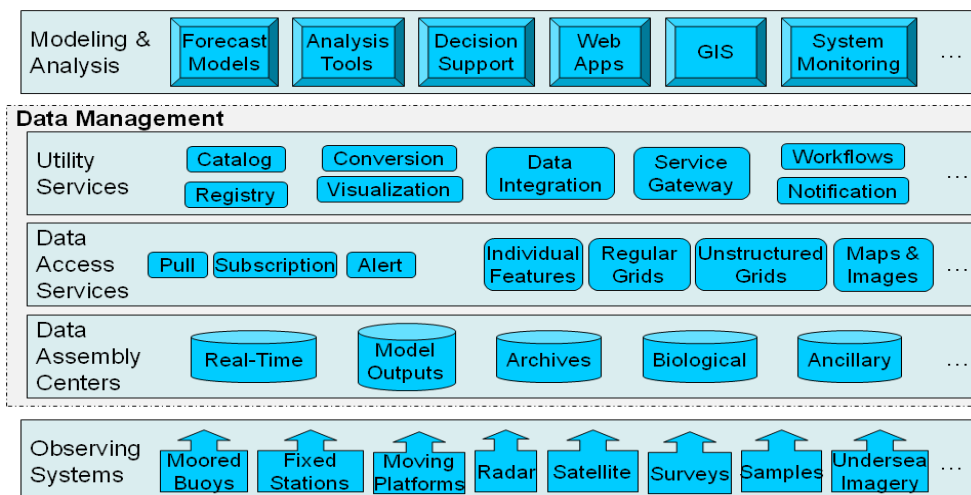 Modeling &
Analysis
Forecast
Models
Analysis
Tools
Decision
Support
Web
Apps
GIS
System
Monitoring
...
Data Management
Utility
Services
Catalog
Registry
Conversion
Visualization
Data
Integration
Service
Gateway
Workflows
Notification
...
Data
Access
Services
Pull
Subscription
Alert
Individual
Features
Regular
Grids
Unstructured
Grids
Maps &
Images
...
Data
Assembly
Centers
Real-Time
Model
Outputs
Archives
Biological
Ancillary
...
Observing
Systems
Moored
Buoys
Fixed
Stations
Moving
Platforms
Radar
Satellite
Surveys
Samples
Undersea
Imagery
...